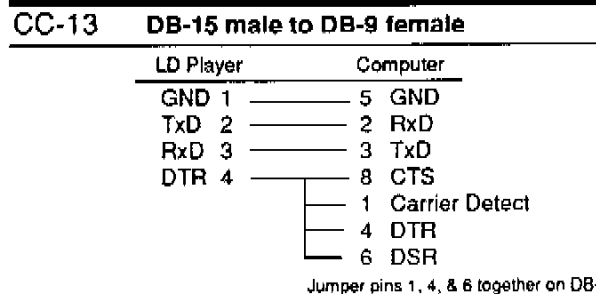 CC-13 DB-15 male to DB-9 female
LD Player Computer
GND 1 5 GND
TxD 2 2 RxD
RxD 3 3 TxD
DTR 4 8 CTS
1 Carrier Detect
4 DTR
6 DSR
Jumper pins 1, 4, & 6 together on DB-